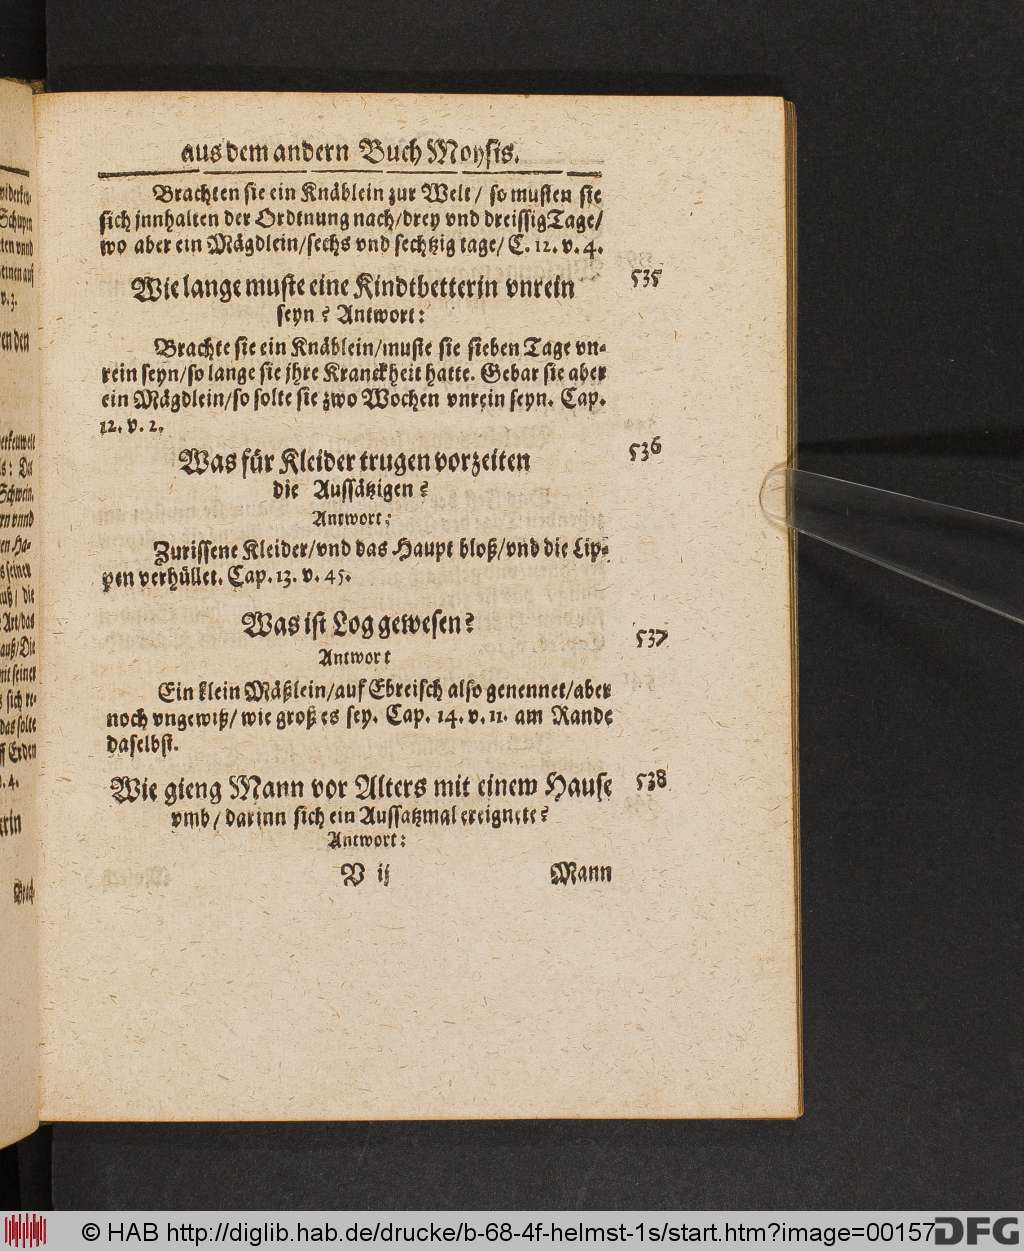 aus dem andern Buch Moysis.
Brachten sie ein Knäblein zur Welt / so musten sie
sich jnnhalten der Ordtnung nach/drey vnd dreissig Tage/
wo aber ein Mägdlein/sechs vnd sechtzig tage/ C. 12. v. 4.
Wie lange muste eine Kindtbetterin vnrein
535
seyn ? Antwort:
Brachte sie ein Knäblein/muste sie sieben Tage vn-
rein seyn/so lange sie jhre Kranckheit hatte. Gebar sie aber
ein Mägdlein/so solte sie zwo Wochen vnrein seyn. Cap.
12. v. 2.
Was für Kleider trugen vorzeiten
536
die Aussätzigen ?
Antwort:
Zurissene Kleider/vnd das Haupt bloß/vnd die Lip-
pen verhüllet. Cap. 13. v. 45.
Was ist Log gewesen?
537
Antwort
Ein klein Mäßlein/auf Ebreisch also genennet/aber
noch vngewiß/ wie groß es sey. Cap. 14. v. 11. am Rande
daselbst.
Wie gieng Mann vor Alters mit einem Hause
538
vmb/ darinn sich ein Aussatzmal ereignete?
Antwort:
V ij
Mann
© HAB http://diglib.hab.de/drucke/b-68-4f-helmst-1s/start.htm?image=00157
DFG